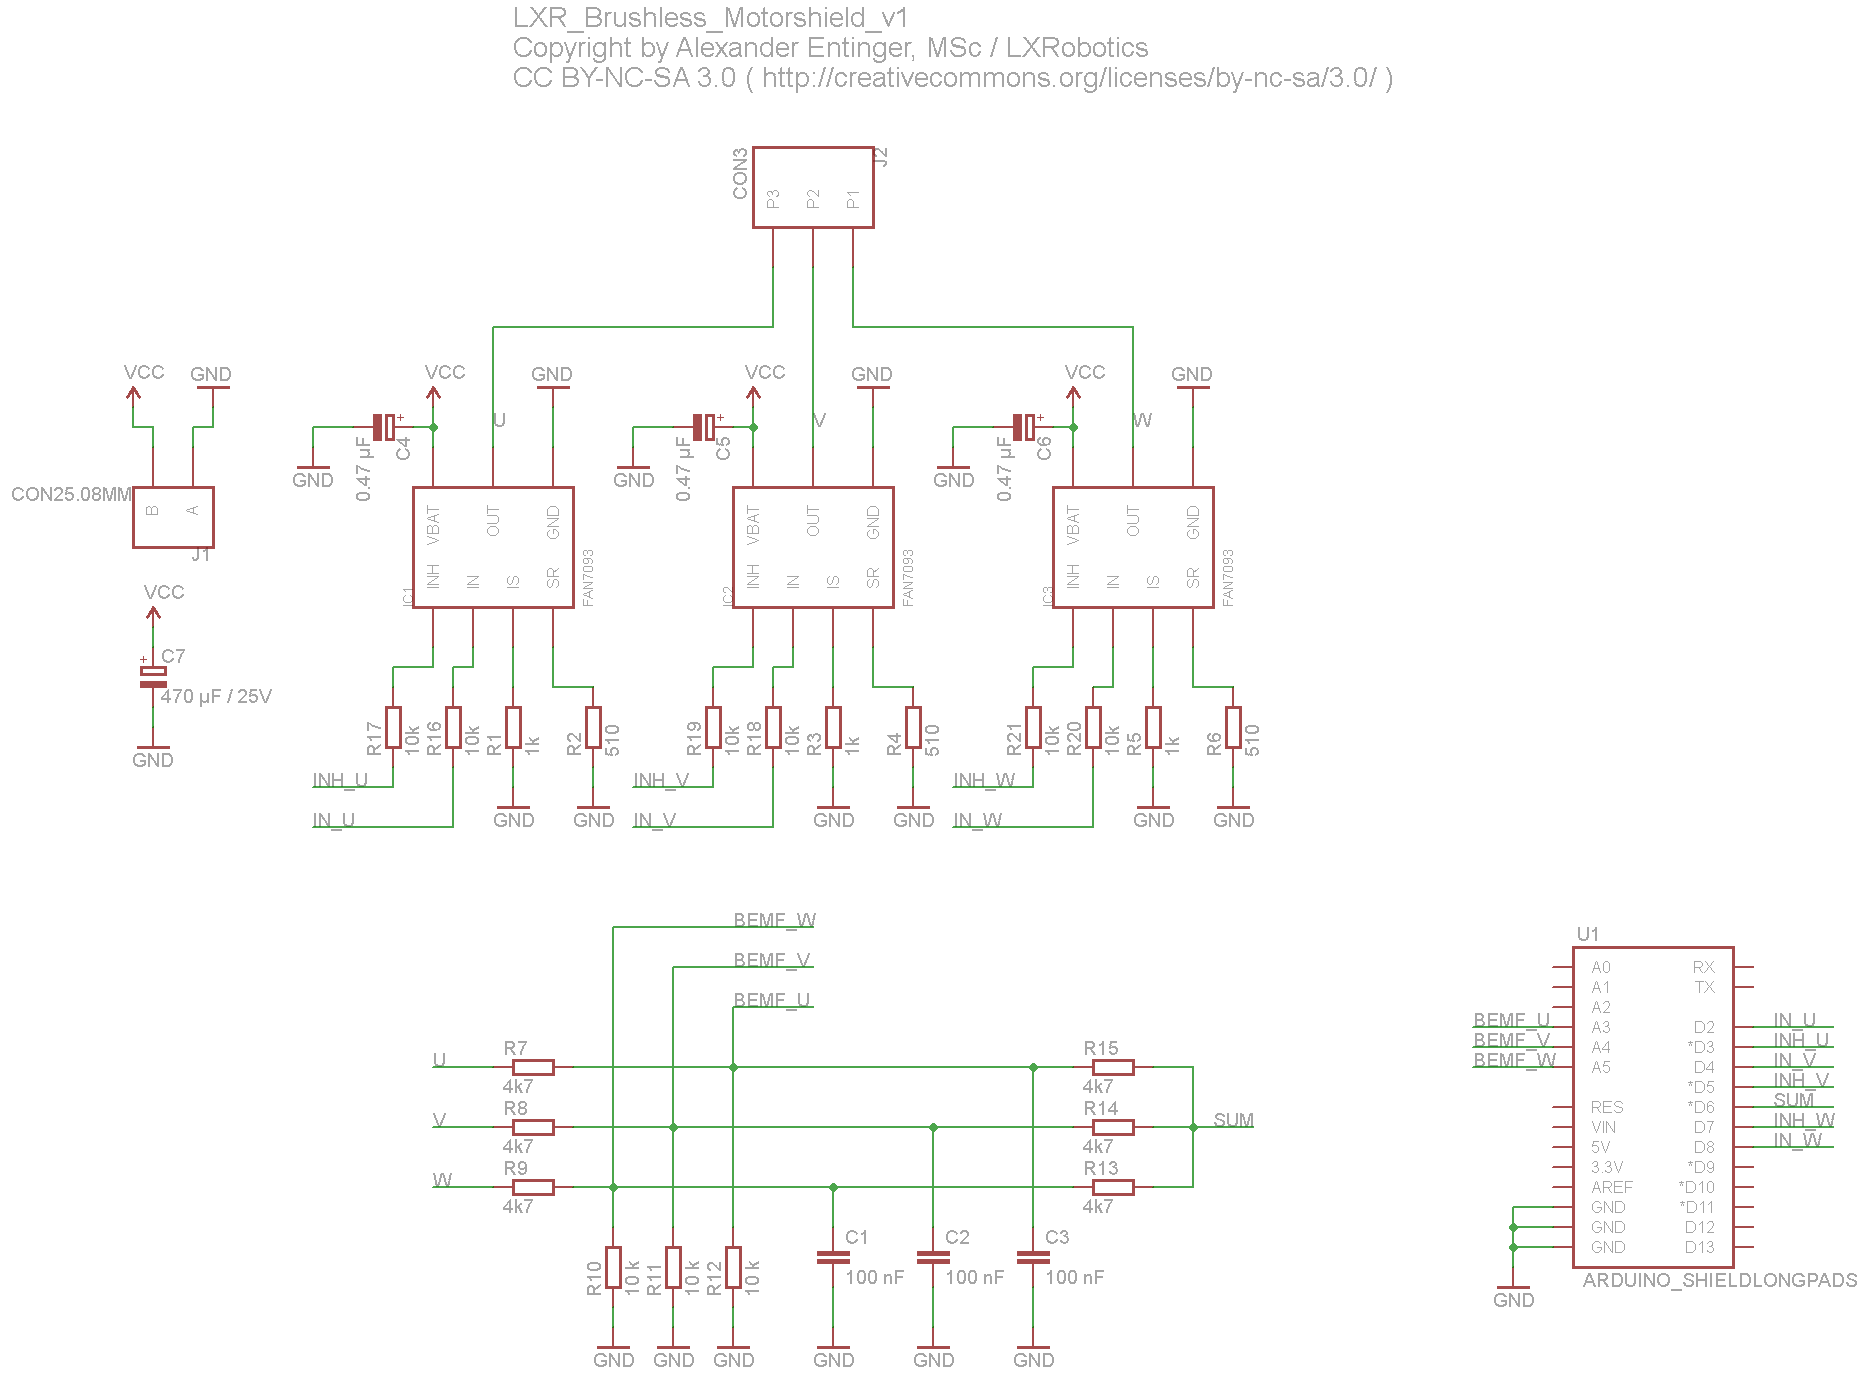 LXR_Brushless_Motorshield_v1
Copyright by Alexander Entinger, MSc / LXRobotics
CC BY-NC-SA 3.0 ( http://creativecommons.org/licenses/by-nc-sa/3.0/ )
CON3
J2
P3
P2
P1
VCC
GND
CON25.08MM
B
A
J1
VCC
C7
470 µF / 25V
GND
VCC
GND
U
C4
0.47 µF
GND
VBAT
OUT
GND
INH
IN
IS
SR
IC1
FAN7093
R17
10k
R16
10k
R1
1k
R2
510
INH_U
IN_U
GND
GND
VCC
GND
V
C5
0.47 µF
GND
VBAT
OUT
GND
INH
IN
IS
SR
IC2
FAN7093
R19
10k
R18
10k
R3
1k
R4
510
INH_V
IN_V
GND
GND
VCC
GND
W
C6
0.47 µF
GND
VBAT
OUT
GND
INH
IN
IS
SR
IC3
FAN7093
R21
10k
R20
10k
R5
1k
R6
510
INH_W
IN_W
GND
GND
BEMF_W
BEMF_V
BEMF_U
U
R7
4k7
R15
4k7
V
R8
4k7
R14
4k7
SUM
W
R9
4k7
R13
4k7
R10
10 k
R11
10 k
R12
10 k
C1
100 nF
C2
100 nF
C3
100 nF
GND
GND
GND
GND
GND
GND
U1
A0
RX
A1
TX
A2
BEMF_U
A3
D2
IN_U
BEMF_V
A4
*D3
INH_U
BEMF_W
A5
D4
IN_V
*D5
INH_V
RES
*D6
SUM
VIN
D7
INH_W
5V
D8
IN_W
3.3V
*D9
AREF
*D10
GND
*D11
GND
D12
GND
D13
ARDUINO_SHIELDLONGPADS
GND